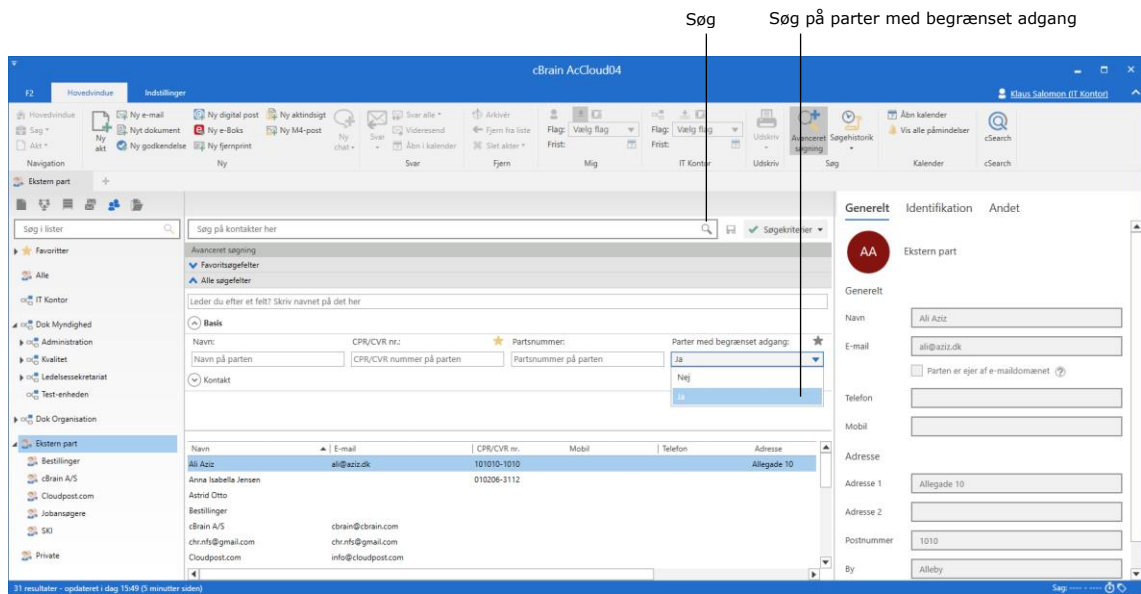 Søg
Søg på parter med begrænset adgang
cBrain AcCloud04
F2 Hovedvindue Indstillinger
Klaus Salomon (IT Kontor)
Hovedvindue
Sag
Akt
Navigation
Ny akt
Ny e-mail
Nyt dokument
Ny godkendelse
Ny digital post
Ny e-Boks
Ny fjernprint
Ny aktindsigt
Ny M4-post
Ny chat
Ny
Svar
Svar alle
Videresend
Åbn i kalender
Svar
Arkivér
Fjern fra liste
Slet akter
Fjern
Flag: Vælg flag
Frist:
Mig
Flag: Vælg flag
Frist:
IT Kontor
Udskriv
Udskriv
Avanceret søgning
Søgehistorik
Søg
Åbn kalender
Vis alle påmindelser
Kalender
cSearch
cSearch
Ekstern part
Søg i lister
Favoritter
Alle
IT Kontor
Dok Myndighed
Administration
Kvalitet
Ledelsessekretariat
Test-enheden
Dok Organisation
Ekstern part
Bestillinger
cBrain A/S
Cloudpost.com
Jobansøgere
SKI
Private
Søg på kontakter her
Søgekriterier
Avanceret søgning
Favoritsøgefelter
Alle søgefelter
Leder du efter et felt? Skriv navnet på det her
Basis
Navn: CPR/CVR nr.: Partsnummer: Parter med begrænset adgang:
Navn på parten CPR/CVR nummer på parten Partsnummer på parten Ja
Nej
Ja
Kontakt
Navn E-mail CPR/CVR nr. Mobil Telefon Adresse
Ali Aziz ali@aziz.dk 101010-1010 Allegade 10
Anna Isabella Jensen 010206-3112
Astrid Otto
Bestillinger
cBrain A/S cbrain@cbrain.com
chr.nfs@gmail.com chr.nfs@gmail.com
Cloudpost.com info@cloudpost.com
Generelt Identifikation Andet
AA Ekstern part
Generelt
Navn Ali Aziz
E-mail ali@aziz.dk
Parten er ejer af e-maildomænet
Telefon
Mobil
Adresse
Adresse 1 Allegade 10
Adresse 2
Postnummer 1010
By Alleby
31 resultater - opdateret i dag 15:49 (5 minutter siden)
Sag: ---- - ----